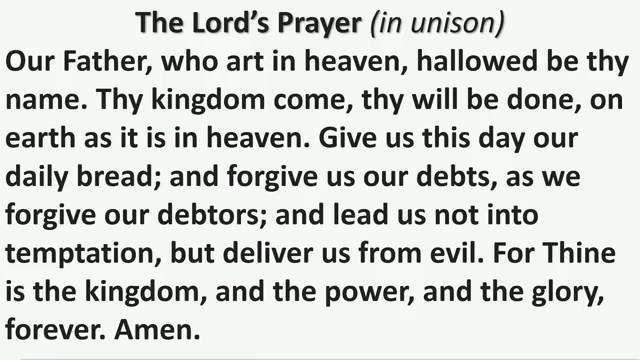 The Lord's Prayer (in unison)
Our Father, who art in heaven, hallowed be thy
name. Thy kingdom come, thy will be done, on
earth as it is in heaven. Give us this day our
daily bread; and forgive us our debts, as we
forgive our debtors; and lead us not into
temptation, but deliver us from evil. For Thine
is the kingdom, and the power, and the glory,
forever. Amen.